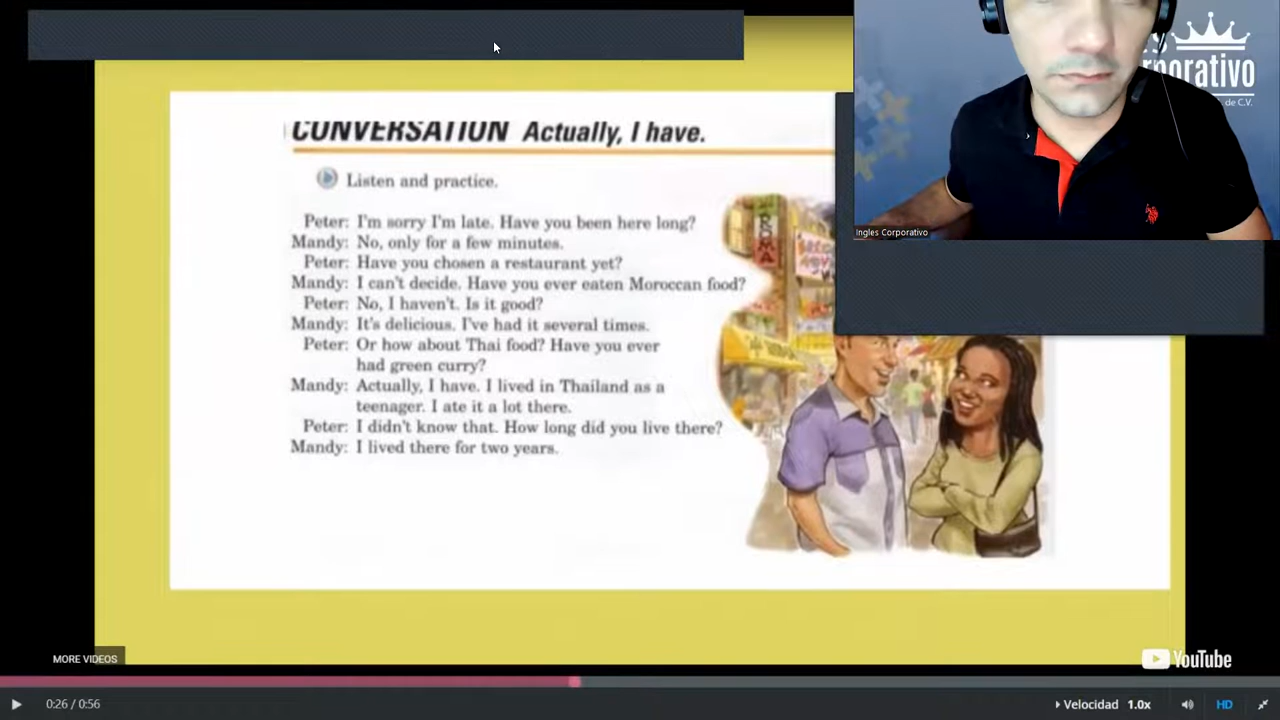 CONVERSATION Actually, I have.
Listen and practice.
Peter: I'm sorry I'm late. Have you been here long?
Mandy: No, only for a few minutes.
Peter: Have you chosen a restaurant yet?
Mandy: I can't decide. Have you ever eaten Moroccan food?
Peter: No, I haven't. Is it good?
Mandy: It's delicious. I've had it several times.
Peter: Or how about Thai food? Have you ever
had green curry?
Mandy: Actually, I have. I lived in Thailand as a
teenager. I ate it a lot there.
Peter: I didn't know that. How long did you live there?
Mandy: I lived there for two years.
Ingles Corporativo
de C.V.
MORE VIDEOS
YouTube
0:26 / 0:56
Velocidad 1.0x
HD